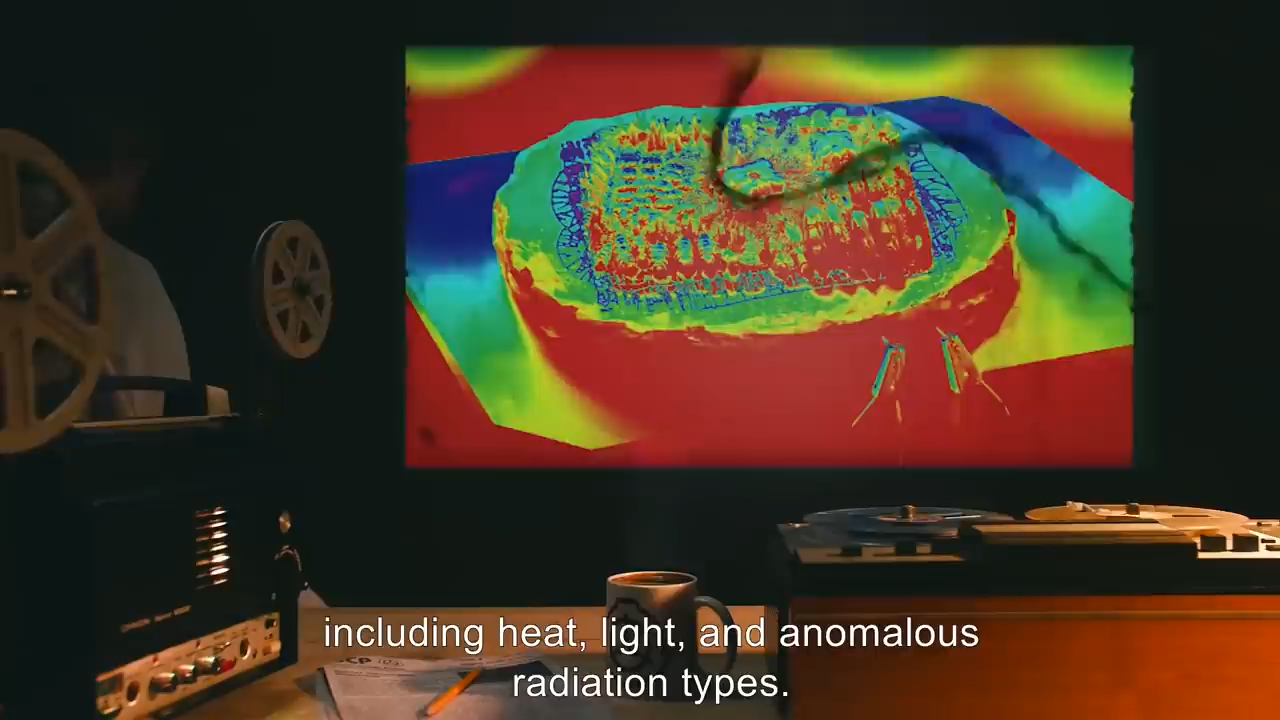 including heat, light, and anomalous
radiation types.